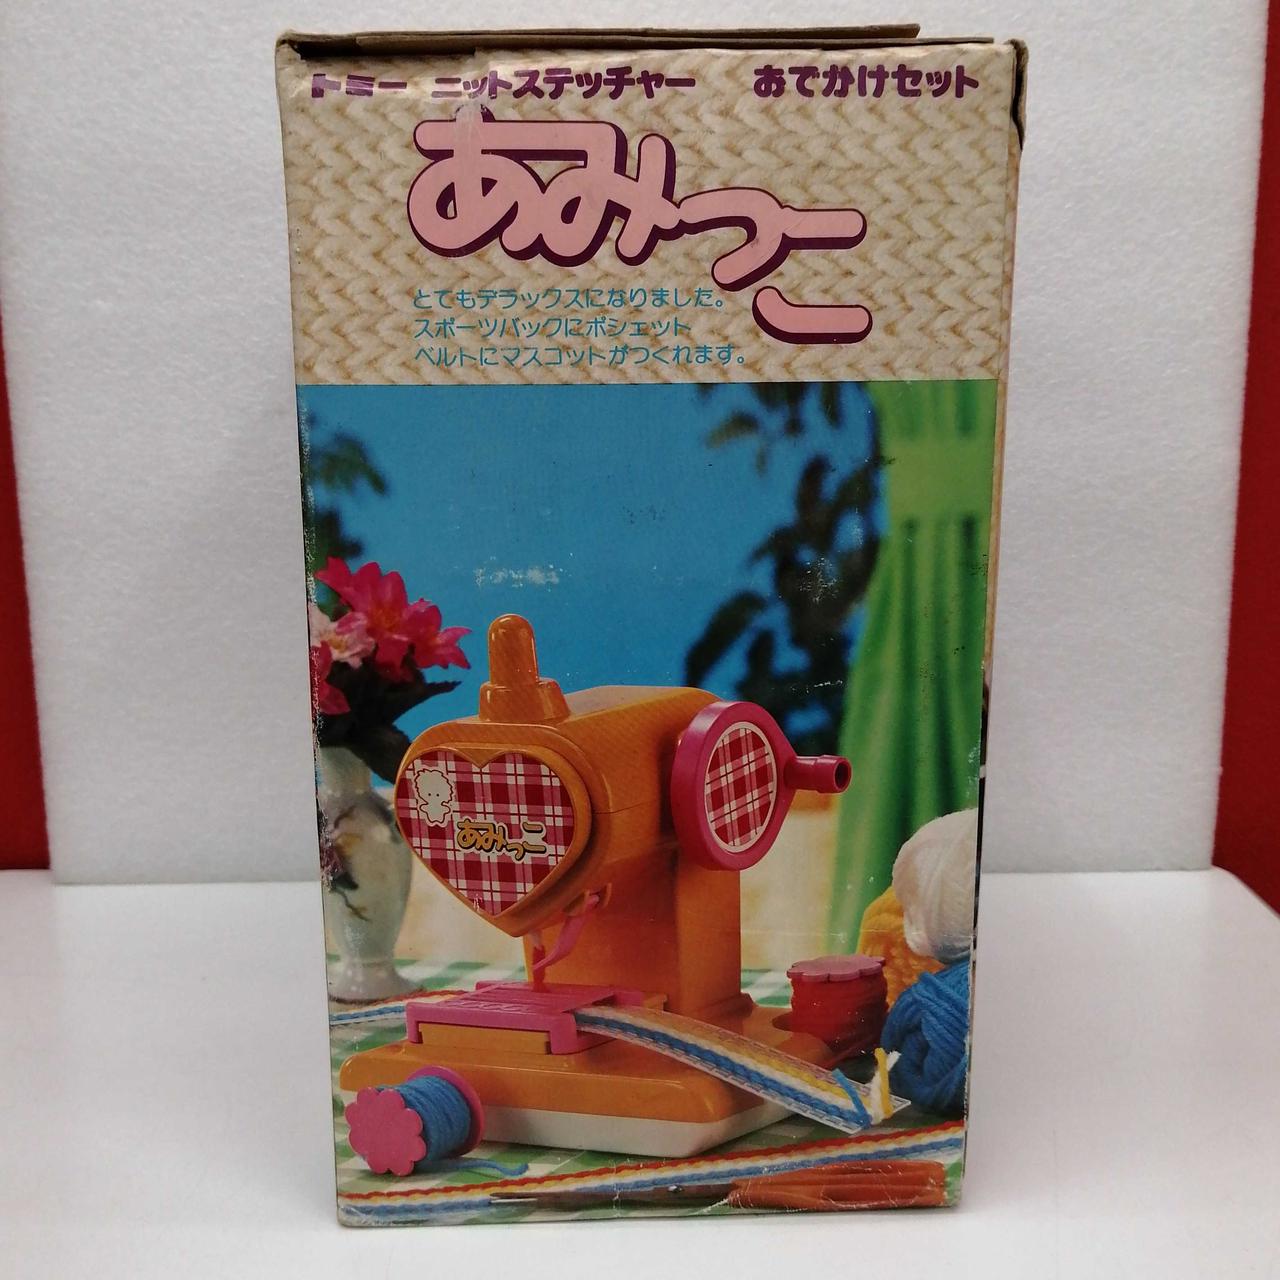 トミー ニットステッチャー おでかけセット
あみっこ
とてもデラックスになりました。
スポーツバックにポシェット
ベルトにマスコットがつくれます。
あみっこ